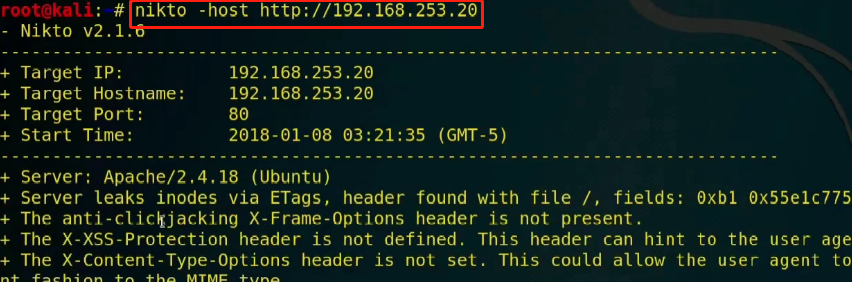 root@kali:~# nikto -host http://192.168.253.20
- Nikto v2.1.6
---------------------------------------------------------------------------
+ Target IP:          192.168.253.20
+ Target Hostname:    192.168.253.20
+ Target Port:        80
+ Start Time:         2018-01-08 03:21:35 (GMT-5)
---------------------------------------------------------------------------
+ Server: Apache/2.4.18 (Ubuntu)
+ Server leaks inodes via ETags, header found with file /, fields: 0xb1 0x55e1c775
+ The anti-clickjacking X-Frame-Options header is not present.
+ The X-XSS-Protection header is not defined. This header can hint to the user age
+ The X-Content-Type-Options header is not set. This could allow the user agent to
nt fashion to the MIME type